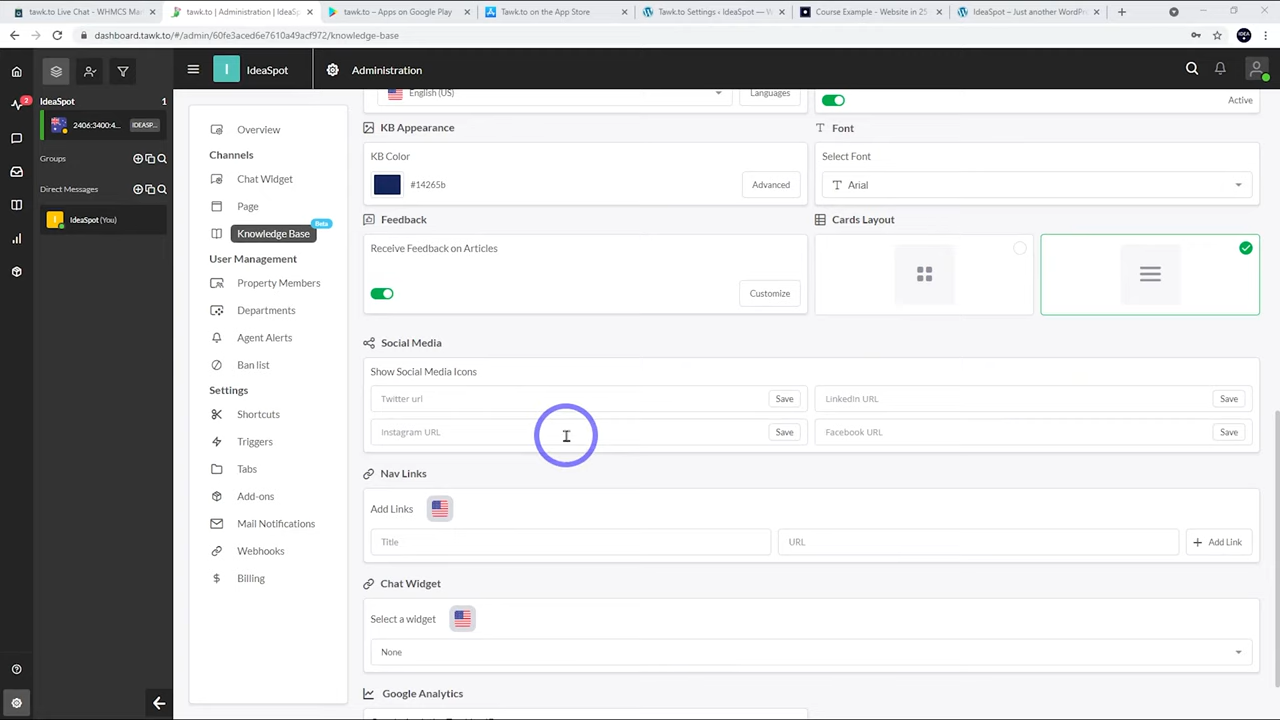 tawk.to Live Chat - WHMCS Ma
tawk.to | Administration | IdeaS
tawk.to – Apps on Google Play
Tawk.to on the App Store
Tawk.to Settings ‹ IdeaSpot — W
Course Example - Website in 25
IdeaSpot – Just another WordPr
dashboard.tawk.to/#/admin/60fe3aced6e7610a49acf972/knowledge-base
2
IdeaSpot 1
2406:3400:4... IDEASP...
Groups
Direct Messages
IdeaSpot (You)
I IdeaSpot Administration
Overview
Channels
Chat Widget
Page
Knowledge Base
Beta
User Management
Property Members
Departments
Agent Alerts
Ban list
Settings
Shortcuts
Triggers
Tabs
Add-ons
Mail Notifications
Webhooks
Billing
English (US) Languages
Active
KB Appearance
KB Color
#14265b Advanced
Font
Select Font
Arial
Feedback
Receive Feedback on Articles
Customize
Cards Layout
Social Media
Show Social Media Icons
Twitter url Save LinkedIn URL Save
Instagram URL Save Facebook URL Save
Nav Links
Add Links
Title URL Add Link
Chat Widget
Select a widget
None
Google Analytics